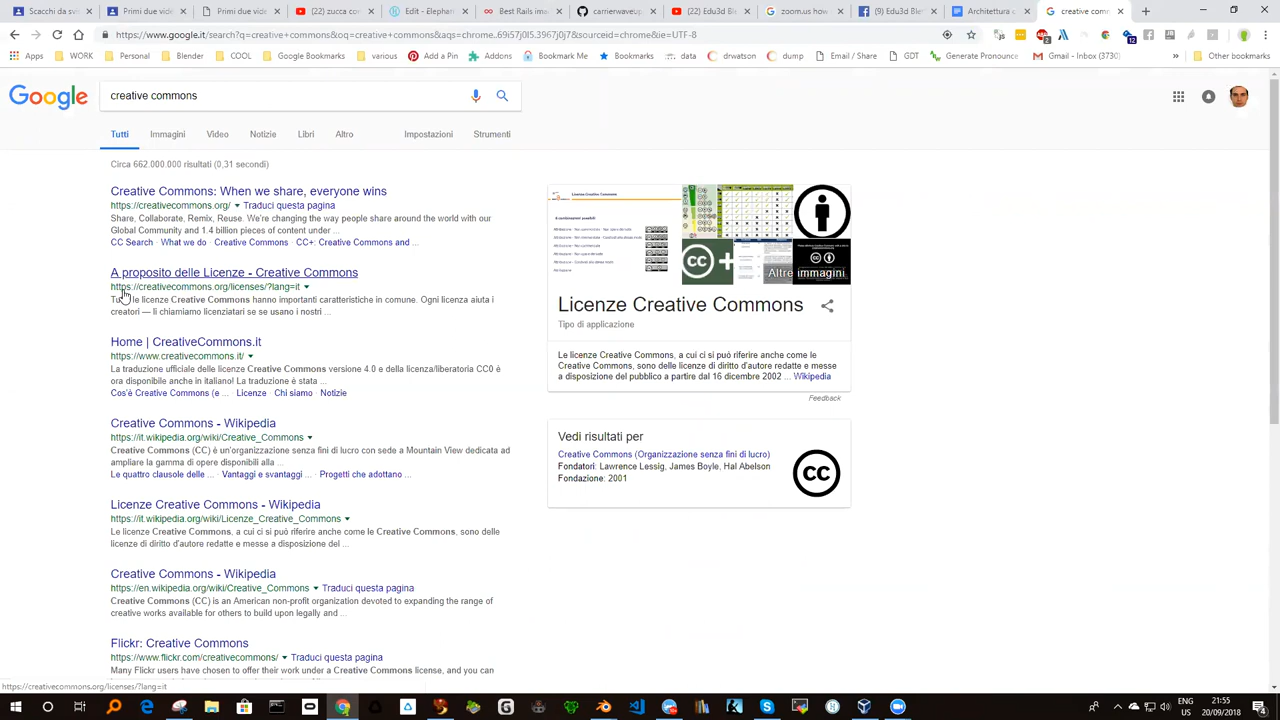 Scacchi su Go
(22) Tutorials
(22) zucch
Edit - Elephan
Best Rails ima
carrierwavepr
(22) Foo Figh
Cu3d Cu3d Bl
Automi.how t
Cu3d Cu3d Bl
Architettura c
creative comm
https://www.google.it/search?q=creative+commons&oq=creative+commons&aqs=chrome..69i57j0l5.3967j0j7&sourceid=chrome&ie=UTF-8
Apps
WORK
Personal
Blender
COOL
Google Bookmarks
various
Add a Pin
Addons
Bookmark Me
Bookmarks
data
drwatson
dump
Email / Share
GDT
Generate Pronounce
Gmail - Inbox (3730)
Other bookmarks
Google
creative commons
Tutti
Immagini
Video
Notizie
Libri
Altro
Impostazioni
Strumenti
Circa 662.000.000 risultati (0,31 secondi)
Creative Commons: When we share, everyone wins
https://creativecommons.org/ Traduci questa pagina
Share, Collaborate, Remix, Reuse. We're changing the way people share around the world with our
Global Community and 1.4 billion pieces of content under ...
CC Search · What we do · Creative Commons · CC+ · Creative Commons and ...
A proposito delle Licenze - Creative Commons
https://creativecommons.org/licenses/?lang=it
Tutte le licenze Creative Commons hanno importanti caratteristiche in comune. Ogni licenza aiuta i
creatori — li chiamiamo licenziatari se se usano i nostri ...
Home | CreativeCommons.it
https://www.creativecommons.it/
La traduzione ufficiale delle licenze Creative Commons versione 4.0 e della licenza/liberatoria CC0 è
ora disponibile anche in italiano! La traduzione è stata ...
Cos'è Creative Commons (e ... · Licenze · Chi siamo · Notizie
Creative Commons - Wikipedia
https://it.wikipedia.org/wiki/Creative_Commons
Creative Commons (CC) è un'organizzazione senza fini di lucro con sede a Mountain View dedicata ad
ampliare la gamma di opere disponibili alla ...
Le quattro clausole delle ... · Vantaggi e svantaggi ... · Progetti che adottano ...
Licenze Creative Commons - Wikipedia
https://it.wikipedia.org/wiki/Licenze_Creative_Commons
Le licenze Creative Commons, a cui ci si può riferire anche come le Creative Commons, sono delle
licenze di diritto d'autore redatte e messe a disposizione del ...
Creative Commons - Wikipedia
https://en.wikipedia.org/wiki/Creative_Commons Traduci questa pagina
Creative Commons (CC) is an American non-profit organization devoted to expanding the range of
creative works available for others to build upon legally and ...
Flickr: Creative Commons
https://www.flickr.com/creativecommons/ Traduci questa pagina
Many Flickr users have chosen to offer their work under a Creative Commons license, and you can
Altre immagini
Licenze Creative Commons
Tipo di applicazione
Le licenze Creative Commons, a cui ci si può riferire anche come le
Creative Commons, sono delle licenze di diritto d'autore redatte e messe
a disposizione del pubblico a partire dal 16 dicembre 2002 ... Wikipedia
Feedback
Vedi risultati per
Creative Commons (Organizzazione senza fini di lucro)
Fondatori: Lawrence Lessig, James Boyle, Hal Abelson
Fondazione: 2001
cc
https://creativecommons.org/licenses/?lang=it
ENG
US
21:55
20/09/2018